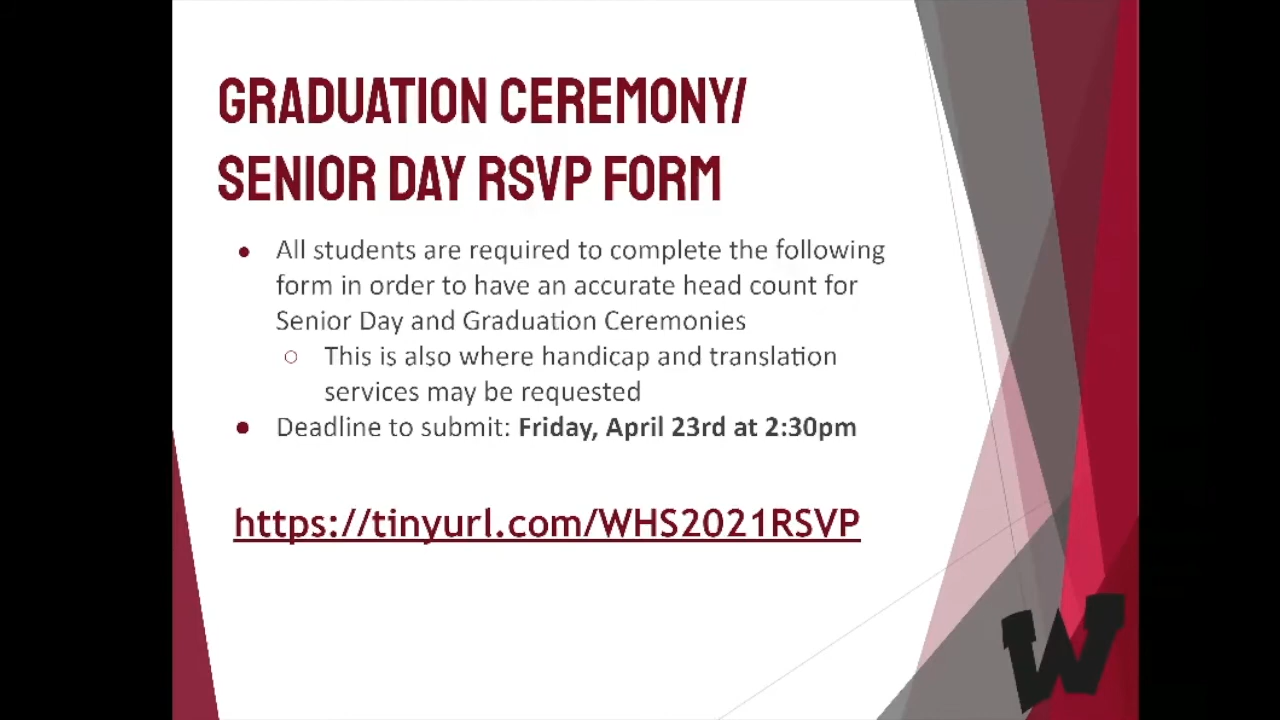 GRADUATION CEREMONY/
SENIOR DAY RSVP FORM
● All students are required to complete the following
form in order to have an accurate head count for
Senior Day and Graduation Ceremonies
○ This is also where handicap and translation
services may be requested
● Deadline to submit: Friday, April 23rd at 2:30pm
https://tinyurl.com/WHS2021RSVP
W